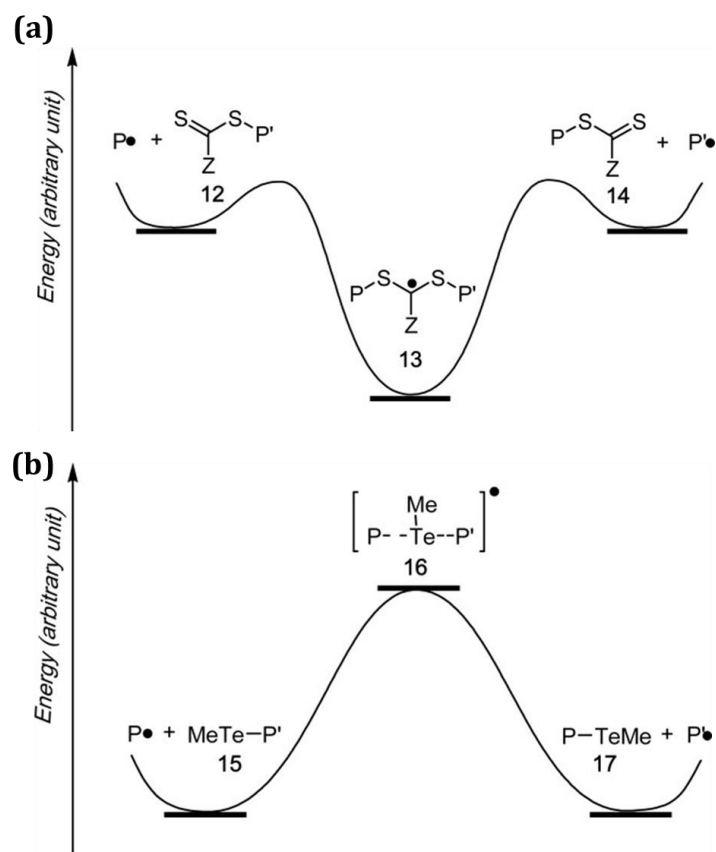 (a)
Energy (arbitrary unit)
P● + S S P' Z
12
P S S Z + P'●
14
P S ● S P' Z
13
(b)
Energy (arbitrary unit)
[P- -Te--P']●
Me
16
P● + MeTe—P'
15
P—TeMe + P'●
17